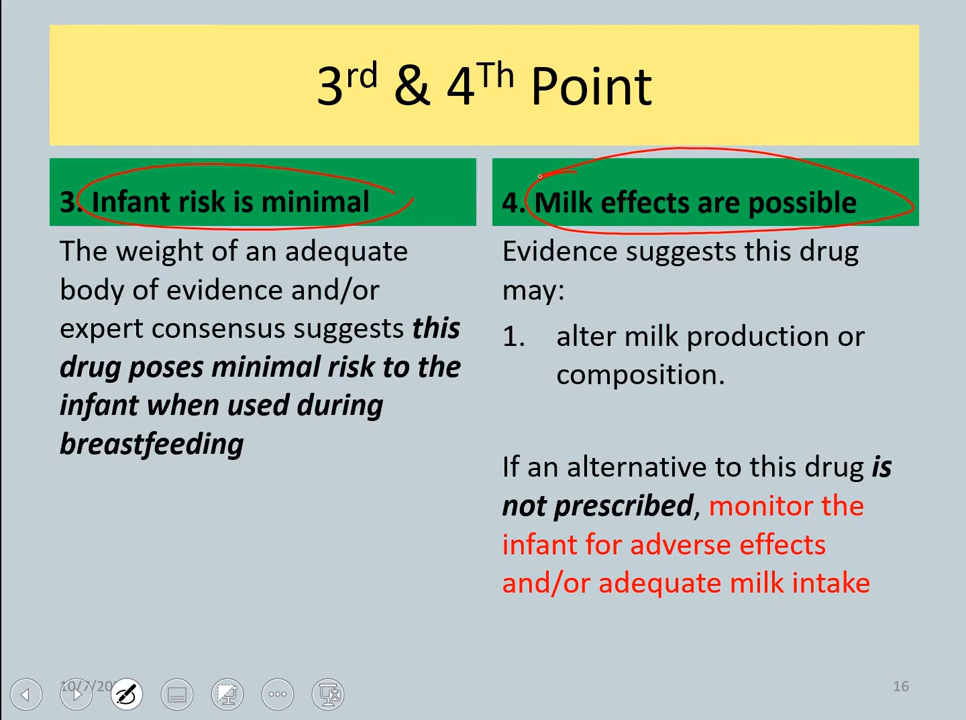 3rd & 4Th Point
3. Infant risk is minimal
The weight of an adequate
body of evidence and/or
expert consensus suggests this
drug poses minimal risk to the
infant when used during
breastfeeding
4. Milk effects are possible
Evidence suggests this drug
may:
1. alter milk production or
composition.
If an alternative to this drug is
not prescribed, monitor the
infant for adverse effects
and/or adequate milk intake
16